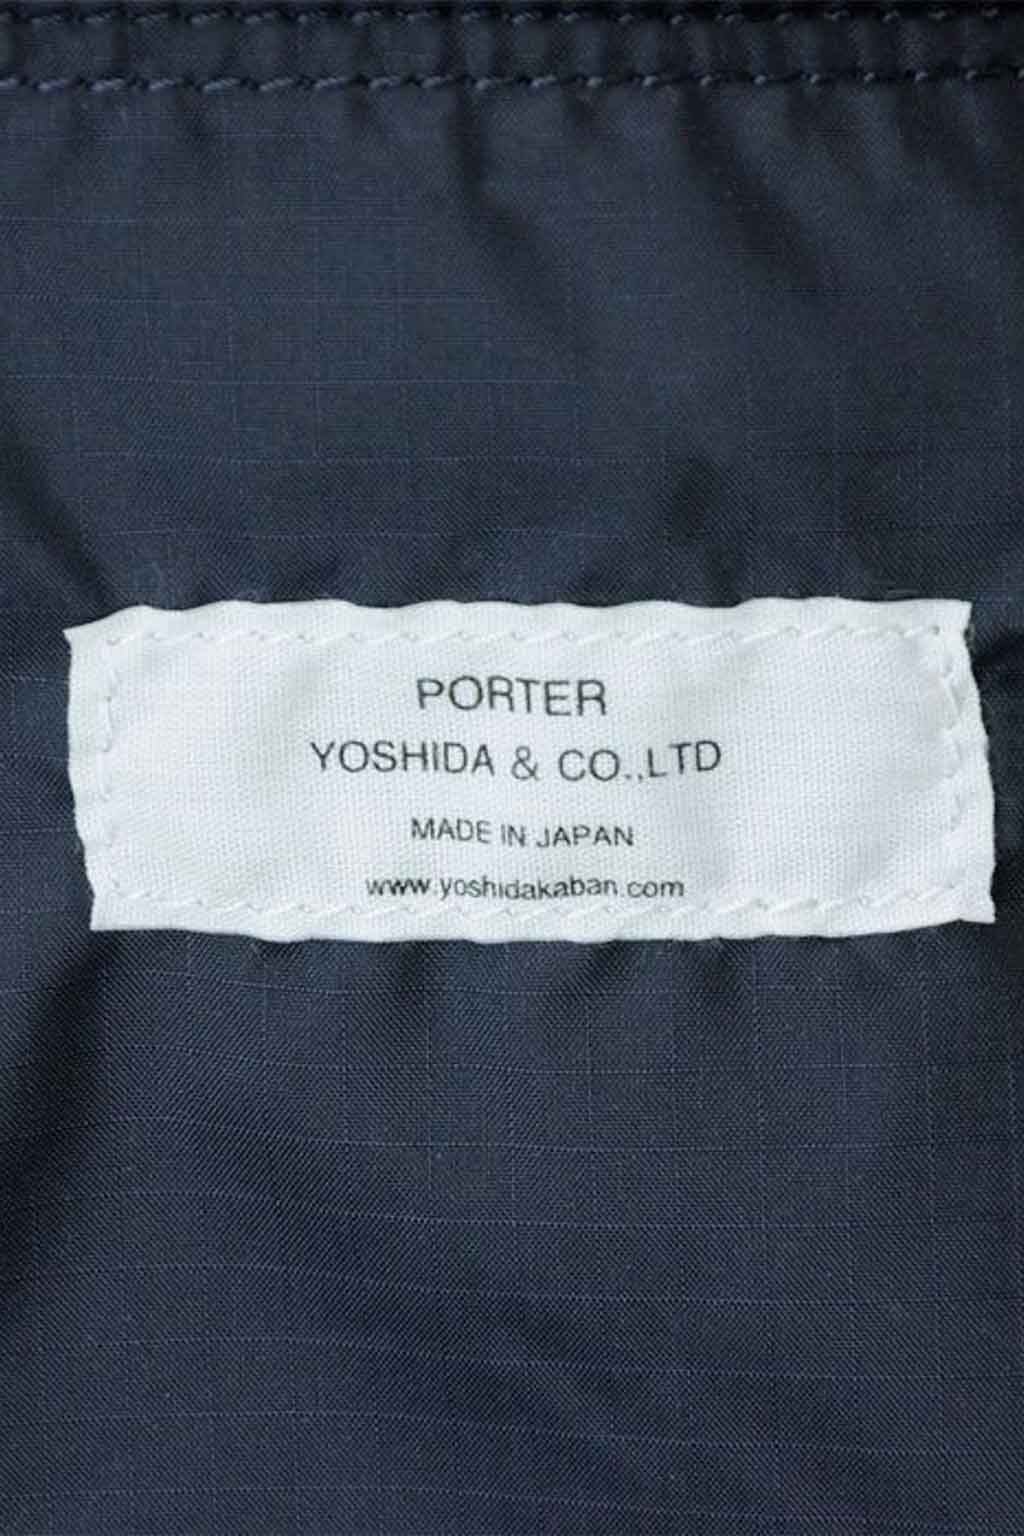 PORTER
YOSHIDA & CO.,LTD
MADE IN JAPAN
www.yoshidakaban.com